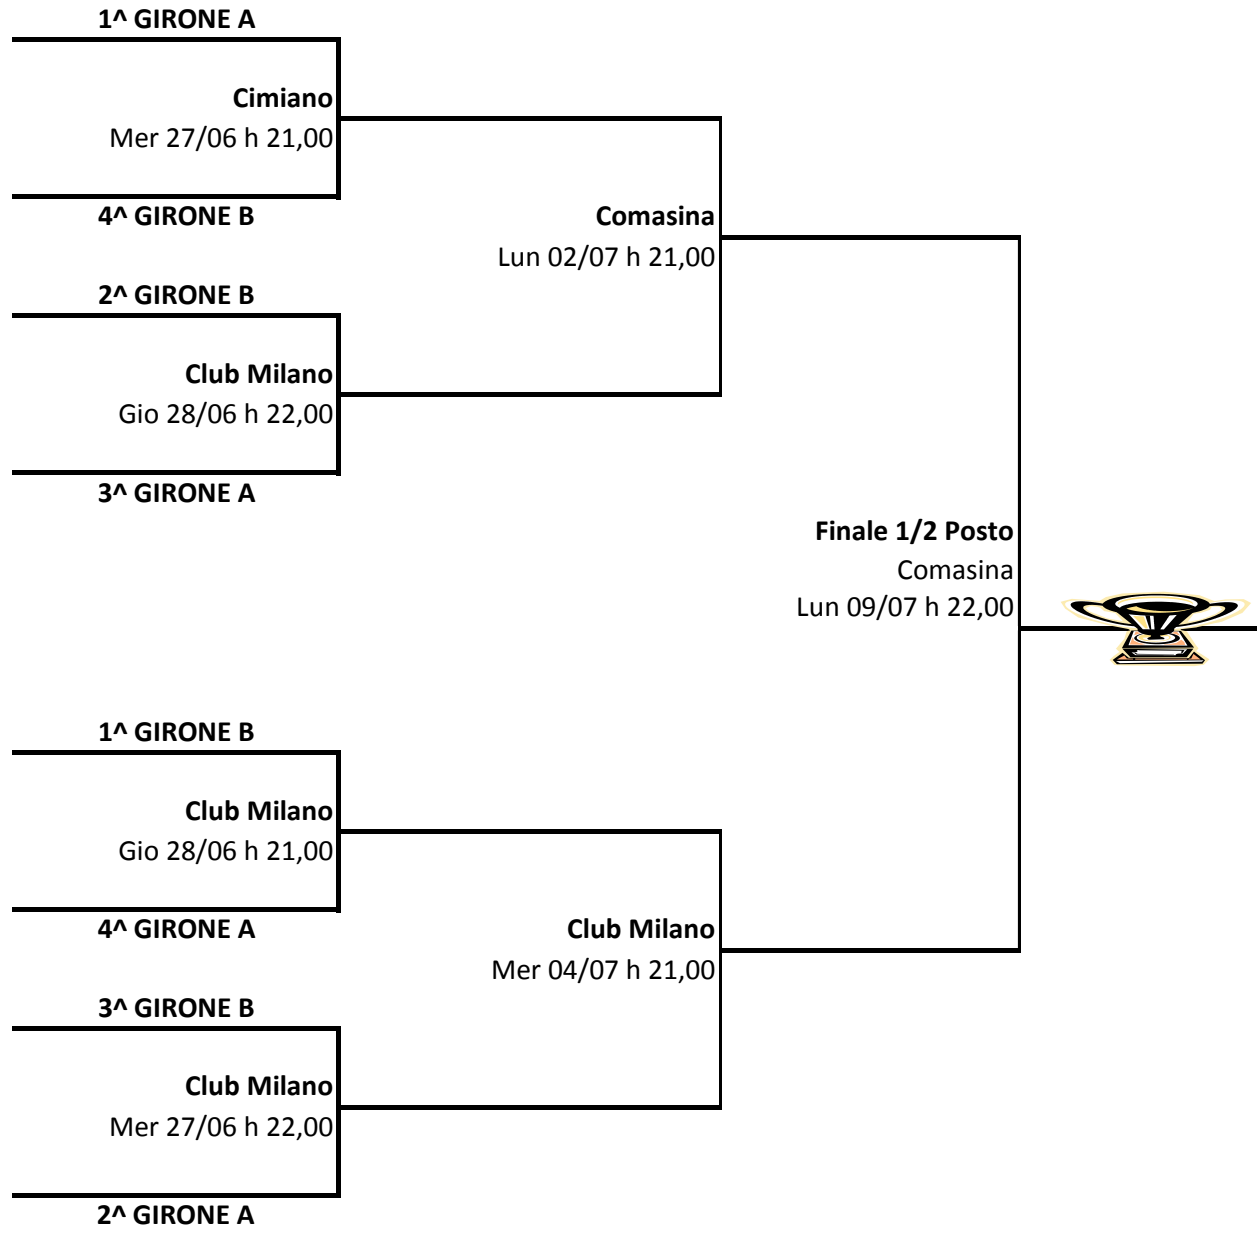 1^ GIRONE A
Cimiano
Mer 27/06 h 21,00
4^ GIRONE B
Comasina
Lun 02/07 h 21,00
2^ GIRONE B
Club Milano
Gio 28/06 h 22,00
3^ GIRONE A
Finale 1/2 Posto
Comasina
Lun 09/07 h 22,00
1^ GIRONE B
Club Milano
Gio 28/06 h 21,00
4^ GIRONE A
Club Milano
Mer 04/07 h 21,00
3^ GIRONE B
Club Milano
Mer 27/06 h 22,00
2^ GIRONE A